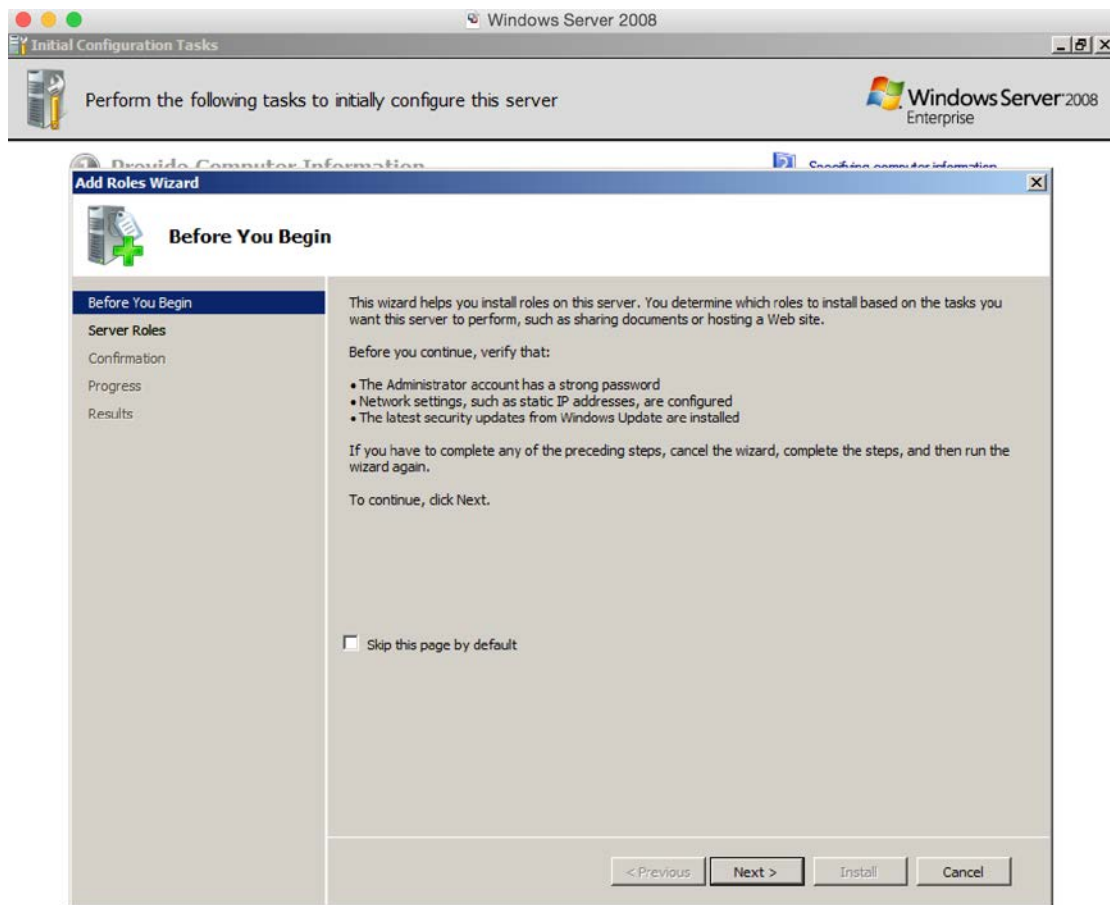 Windows Server 2008
Initial Configuration Tasks
Perform the following tasks to initially configure this server
Windows Server 2008
Enterprise
Provide Computer Information
Specifying computer information
Add Roles Wizard
Before You Begin
Before You Begin
Server Roles
Confirmation
Progress
Results
This wizard helps you install roles on this server. You determine which roles to install based on the tasks you
want this server to perform, such as sharing documents or hosting a Web site.
Before you continue, verify that:
• The Administrator account has a strong password
• Network settings, such as static IP addresses, are configured
• The latest security updates from Windows Update are installed
If you have to complete any of the preceding steps, cancel the wizard, complete the steps, and then run the
wizard again.
To continue, click Next.
Skip this page by default
< Previous
Next >
Install
Cancel